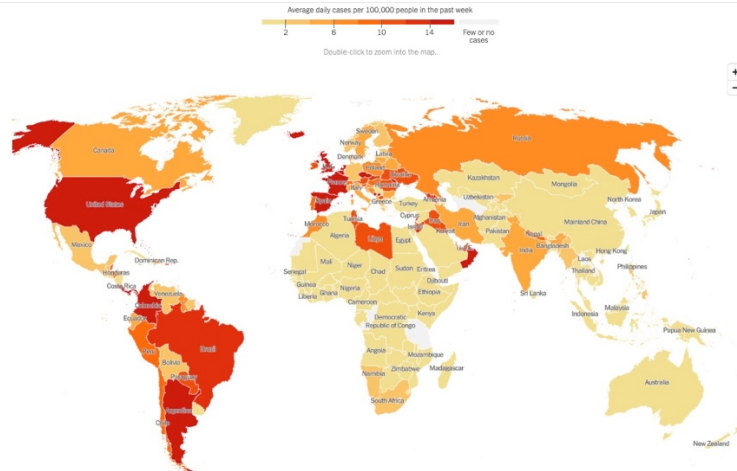 Average daily cases per 100,000 people in the past week
2 6 10 14 Few or no
cases
Double-click to zoom into the map.
+
−
Sweden
Russia
Norway
Canada
Latvia
Denmark
Kazakhstan
Mongolia
Italy
Uzbekistan
North Korea
Spain
Greece
Turkey
Armenia
United States
Japan
Cyprus
Afghanistan
Mainland China
Tunisia
Morocco
Iran
Pakistan
Nepal
Mexico
Algeria
Libya
Egypt
Kuwait
India
Bangladesh
Hong Kong
Dominican Rep.
Laos
Honduras
Mali
Niger
Chad
Sudan
Eritrea
Thailand
Philippines
Senegal
Djibouti
Costa Rica
Guinea
Nigeria
Ethiopia
Venezuela
Liberia
Ghana
Sri Lanka
Colombia
Cameroon
Malaysia
Kenya
Indonesia
Democratic
Republic of Congo
Papua New Guinea
Brazil
Peru
Angola
Mozambique
Bolivia
Zimbabwe
Madagascar
Namibia
Paraguay
Australia
South Africa
Argentina
New Zealand